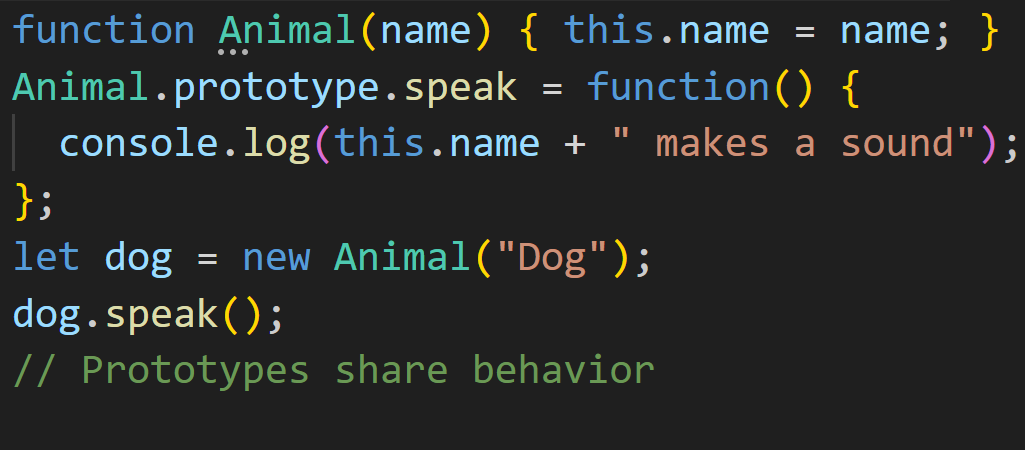 function Animal(name) { this.name = name; }
Animal.prototype.speak = function() {
  console.log(this.name + " makes a sound");
};
let dog = new Animal("Dog");
dog.speak();
// Prototypes share behavior